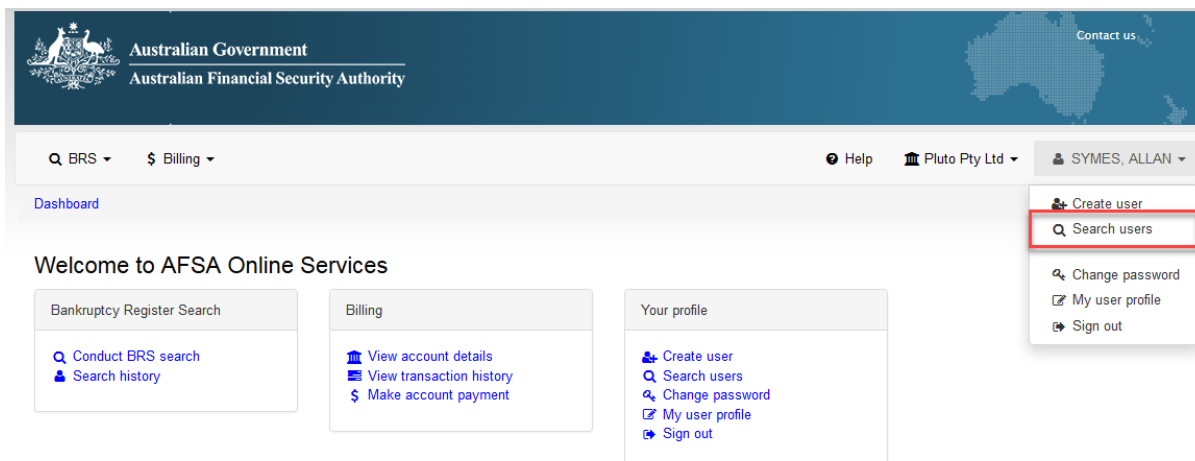 Australian Government
Australian Financial Security Authority
Contact us
BRS
$ Billing
Help
Pluto Pty Ltd
SYMES, ALLAN
Dashboard
Create user
Search users
Change password
My user profile
Sign out
Welcome to AFSA Online Services
Bankruptcy Register Search
Conduct BRS search
Search history
Billing
View account details
View transaction history
$ Make account payment
Your profile
Create user
Search users
Change password
My user profile
Sign out